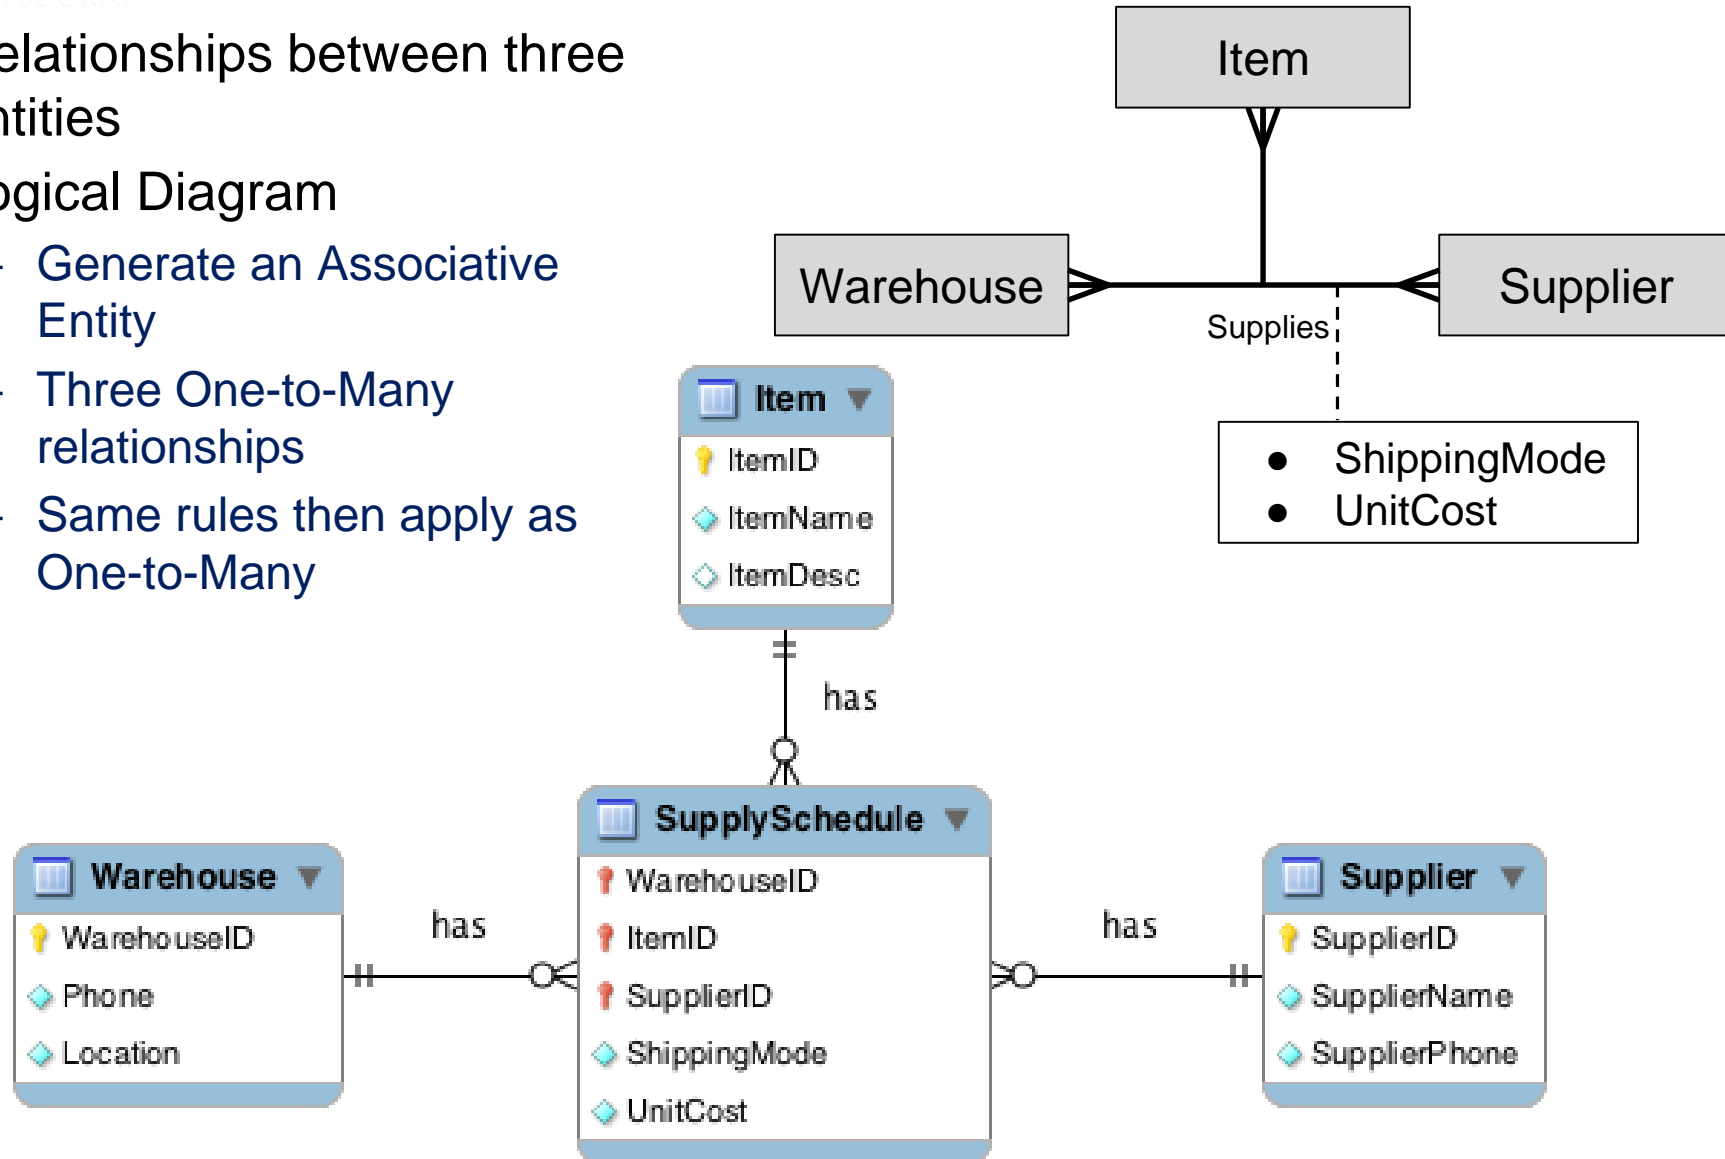 elationships between three
ntities
ogical Diagram
- Generate an Associative
Entity
- Three One-to-Many
relationships
- Same rules then apply as
One-to-Many
Item
Warehouse
Supplier
Supplies
● ShippingMode
● UnitCost
Item
ItemID
ItemName
ItemDesc
has
SupplySchedule
WarehouseID
ItemID
SupplierID
ShippingMode
UnitCost
Warehouse
WarehouseID
Phone
Location
has
has
Supplier
SupplierID
SupplierName
SupplierPhone